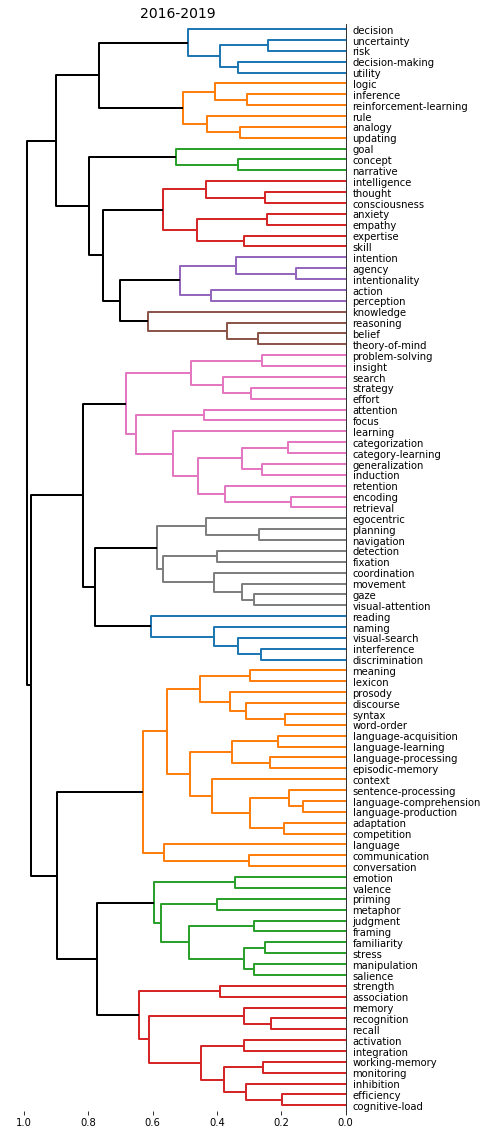 2016-2019
decision
uncertainty
risk
decision-making
utility
logic
inference
reinforcement-learning
rule
analogy
updating
goal
concept
narrative
intelligence
thought
consciousness
anxiety
empathy
expertise
skill
intention
agency
intentionality
action
perception
knowledge
reasoning
belief
theory-of-mind
problem-solving
insight
search
strategy
effort
attention
focus
learning
categorization
category-learning
generalization
induction
retention
encoding
retrieval
egocentric
planning
navigation
detection
fixation
coordination
movement
gaze
visual-attention
reading
naming
visual-search
interference
discrimination
meaning
lexicon
prosody
discourse
syntax
word-order
language-acquisition
language-learning
language-processing
episodic-memory
context
sentence-processing
language-comprehension
language-production
adaptation
competition
language
communication
conversation
emotion
valence
priming
metaphor
judgment
framing
familiarity
stress
manipulation
salience
strength
association
memory
recognition
recall
activation
integration
working-memory
monitoring
inhibition
efficiency
cognitive-load
1.0 0.8 0.6 0.4 0.2 0.0